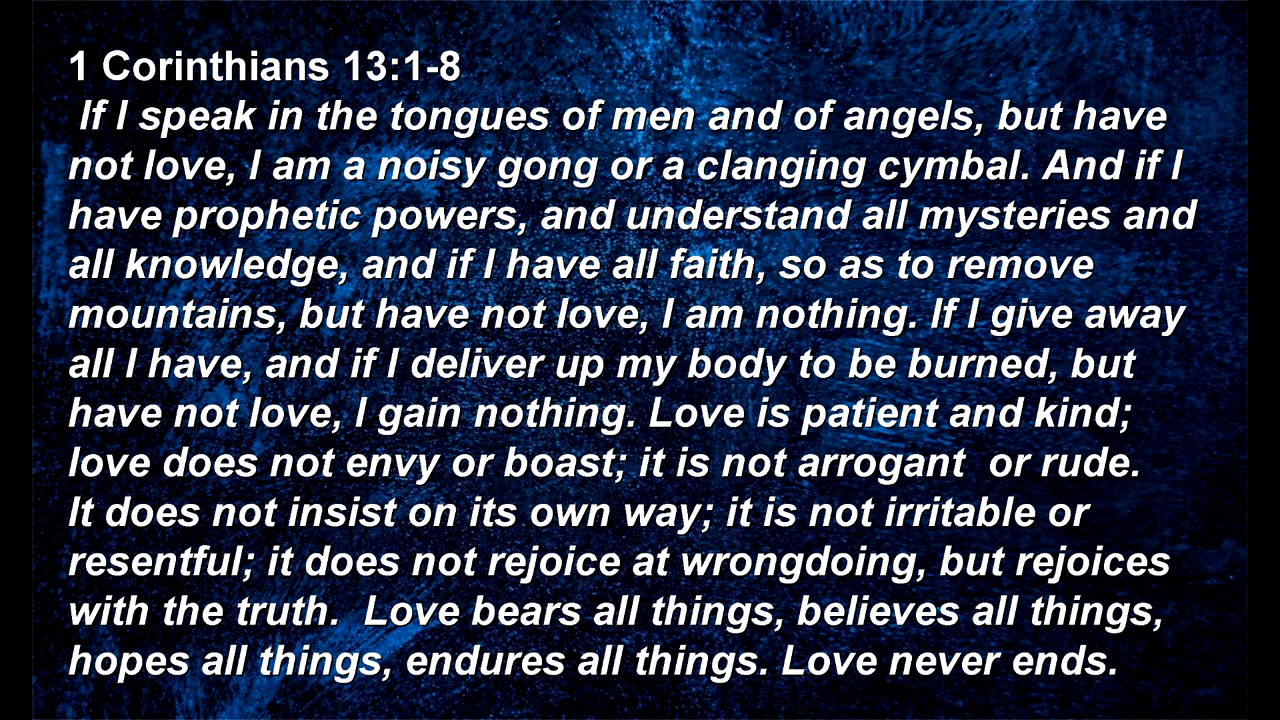 1 Corinthians 13:1-8
If I speak in the tongues of men and of angels, but have
not love, I am a noisy gong or a clanging cymbal. And if I
have prophetic powers, and understand all mysteries and
all knowledge, and if I have all faith, so as to remove
mountains, but have not love, I am nothing. If I give away
all I have, and if I deliver up my body to be burned, but
have not love, I gain nothing. Love is patient and kind;
love does not envy or boast; it is not arrogant  or rude.
It does not insist on its own way; it is not irritable or
resentful; it does not rejoice at wrongdoing, but rejoices
with the truth.  Love bears all things, believes all things,
hopes all things, endures all things. Love never ends.